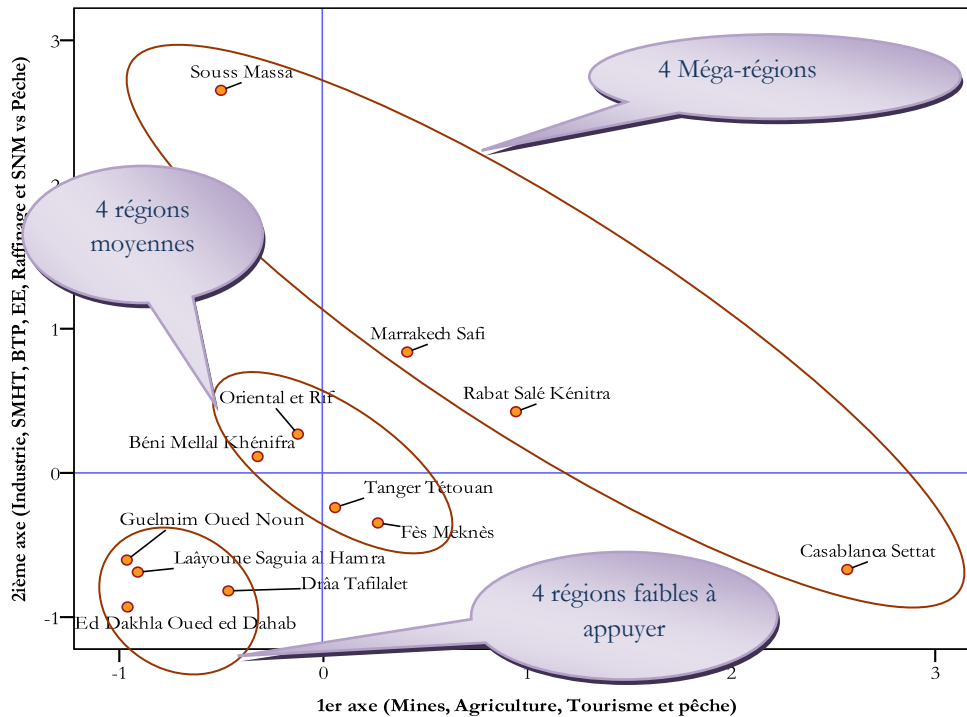 3
2
1
0
-1
2ième axe (Industrie, SMHT, BTP, EE, Raffinage et SNM vs Pêche)
Souss Massa
4 Méga-régions
4 régions
moyennes
Marrakech Safi
Rabat Salé Kénitra
Oriental et Rif
Béni Mellal Khénifra
Tanger Tétouan
Fès Meknès
Guelmim Oued Noun
Laâyoune Saguia al Hamra
Drâa Tafilalet
Ed Dakhla Oued ed Dahab
Casablanca Settat
4 régions faibles à
appuyer
-1
0
1
2
3
1er axe (Mines, Agriculture, Tourisme et pêche)